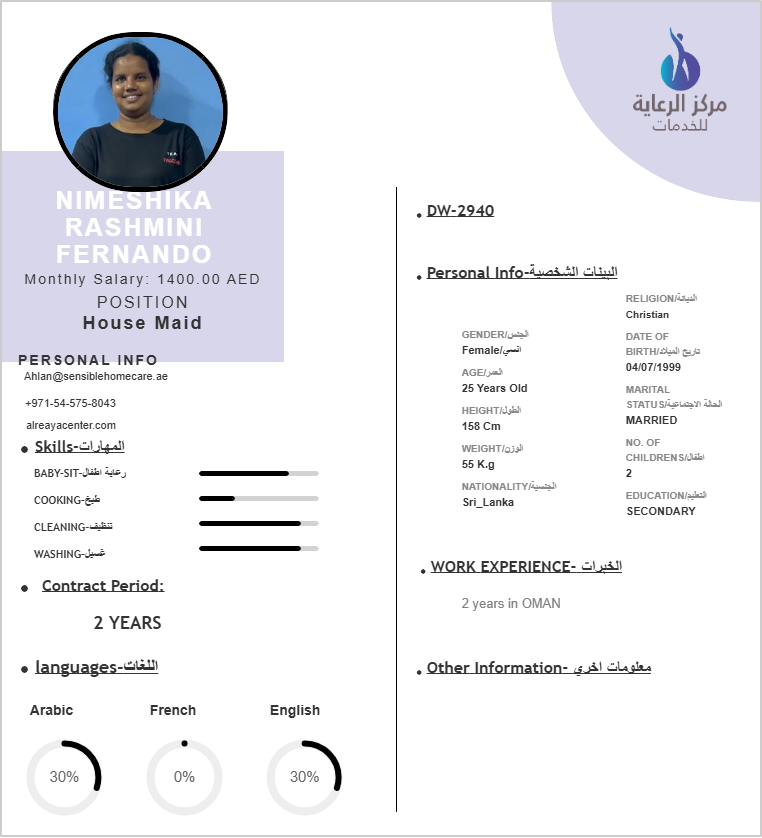 مركز الرعاية
للخدمات
NIMESHIKA
RASHMINI
FERNANDO
Monthly Salary: 1400.00 AED
POSITION
House Maid
PERSONAL INFO
Ahlan@sensiblehomecare.ae
+971-54-575-8043
alreayacenter.com
Skills-المهارات
BABY-SIT-رعاية اطفال
COOKING-طبخ
CLEANING-تنظيف
WASHING-غسيل
Contract Period:
2 YEARS
languages-اللغات
Arabic French English
30% 0% 30%
DW-2940
Personal Info-البينات الشخصية
GENDER/الجنس
Female/انسي
AGE/العمر
25 Years Old
HEIGHT/الطول
158 Cm
WEIGHT/الوزن
55 K.g
NATIONALITY/الجنسية
Sri_Lanka
RELIGION/الديانة
Christian
DATE OF
BIRTH/تاريخ الميلاد
04/07/1999
MARITAL
STATUS/الحالة الاجتماعية
MARRIED
NO. OF
CHILDRENS/اطفال
2
EDUCATION/التعليم
SECONDARY
WORK EXPERIENCE- الخبرات
2 years in OMAN
Other Information- معلومات اخري